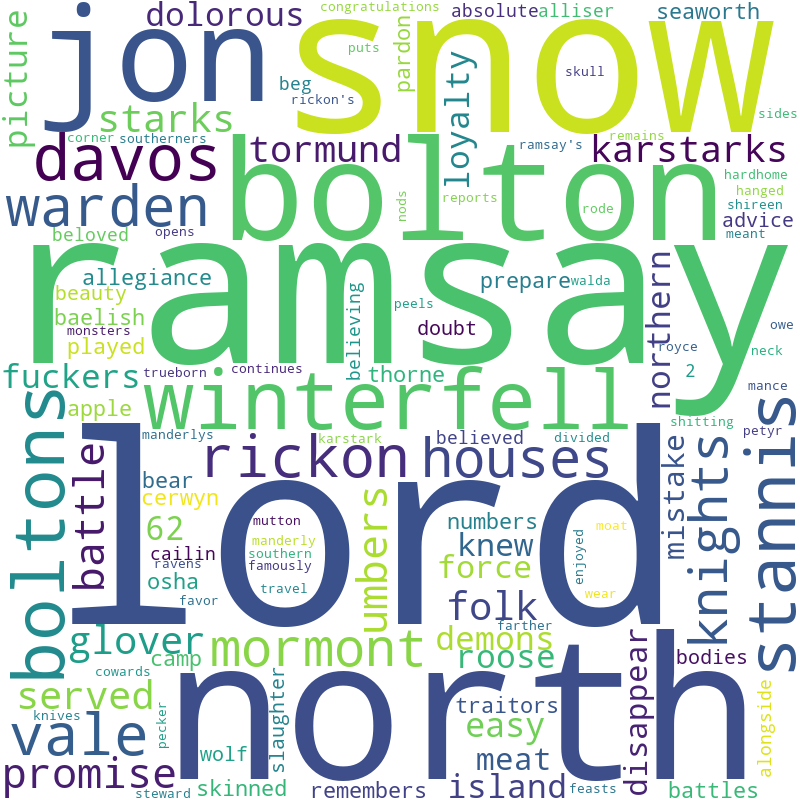 congratulations
absolute
alliser
seaworth
dolorous
picture
jon
snow
puts
pardon
beg
skull
rickon's
loyalty
starks
sides
corner
southerners
ramsay's
remains
davos
tormund
karstarks
bolton
hardhome
warden
nods
reports
rode
hanged
shireen
advice
beloved
opens
meant
ramsay
allegiance
prepare
walda
northern
beauty
believing
peels
baelish
monsters
doubt
owe
played
royce
neck
fuckers
trueborn
continues
thorne
2
mance
apple
winterfell
shitting
boltons
stannis
manderlys
karstark
believed
divided
petyr
lord
battle
rickon
houses
mistake
knights
bear
cerwyn
umbers
62
mutton
numbers
moat
manderly
knew
enjoyed
cailin
southern
ravens
famously
force
osha
travel
wear
favor
folk
farther
glover
mormont
demons
disappear
camp
roose
bodies
cowards
north
slaughter
served
traitors
alongside
knives
pecker
easy
vale
wolf
meat
promise
skinned
island
steward
remembers
feasts
battles